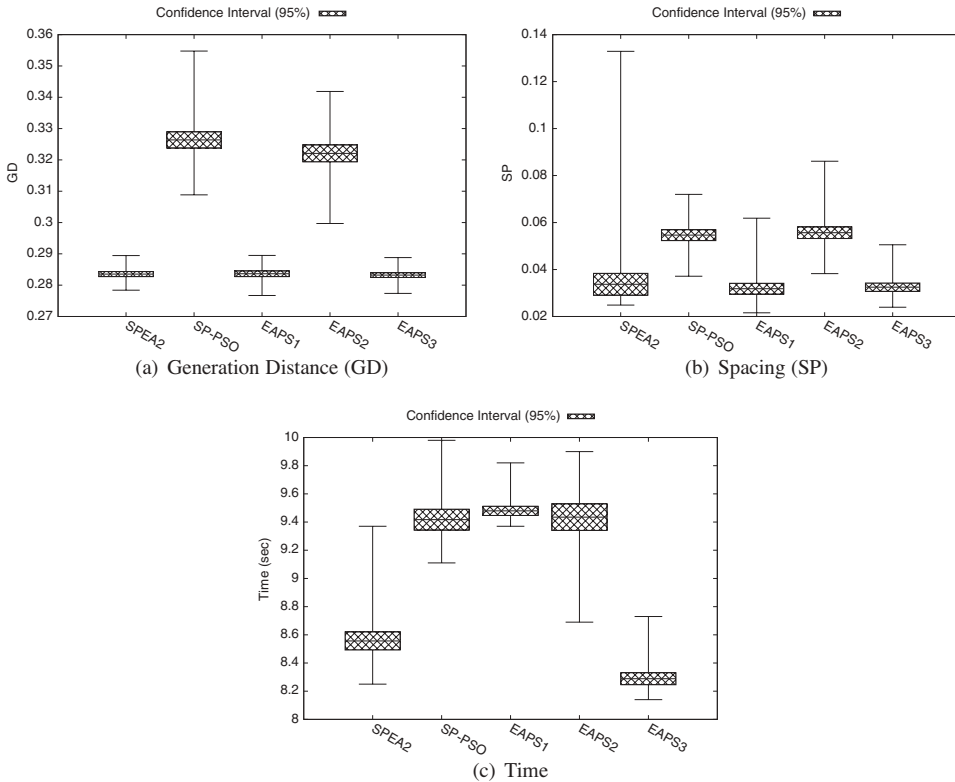 Confidence Interval (95%)
0.36
0.35
0.34
0.33
0.32
0.31
0.3
0.29
0.28
0.27
GD
SPEA2
SP-PSO
EAPS1
EAPS2
EAPS3
(a) Generation Distance (GD)
Confidence Interval (95%)
0.14
0.12
0.1
0.08
0.06
0.04
0.02
SP
SPEA2
SP-PSO
EAPS1
EAPS2
EAPS3
(b) Spacing (SP)
Confidence Interval (95%)
10
9.8
9.6
9.4
9.2
9
8.8
8.6
8.4
8.2
8
Time (sec)
SPEA2
SP-PSO
EAPS1
EAPS2
EAPS3
(c) Time